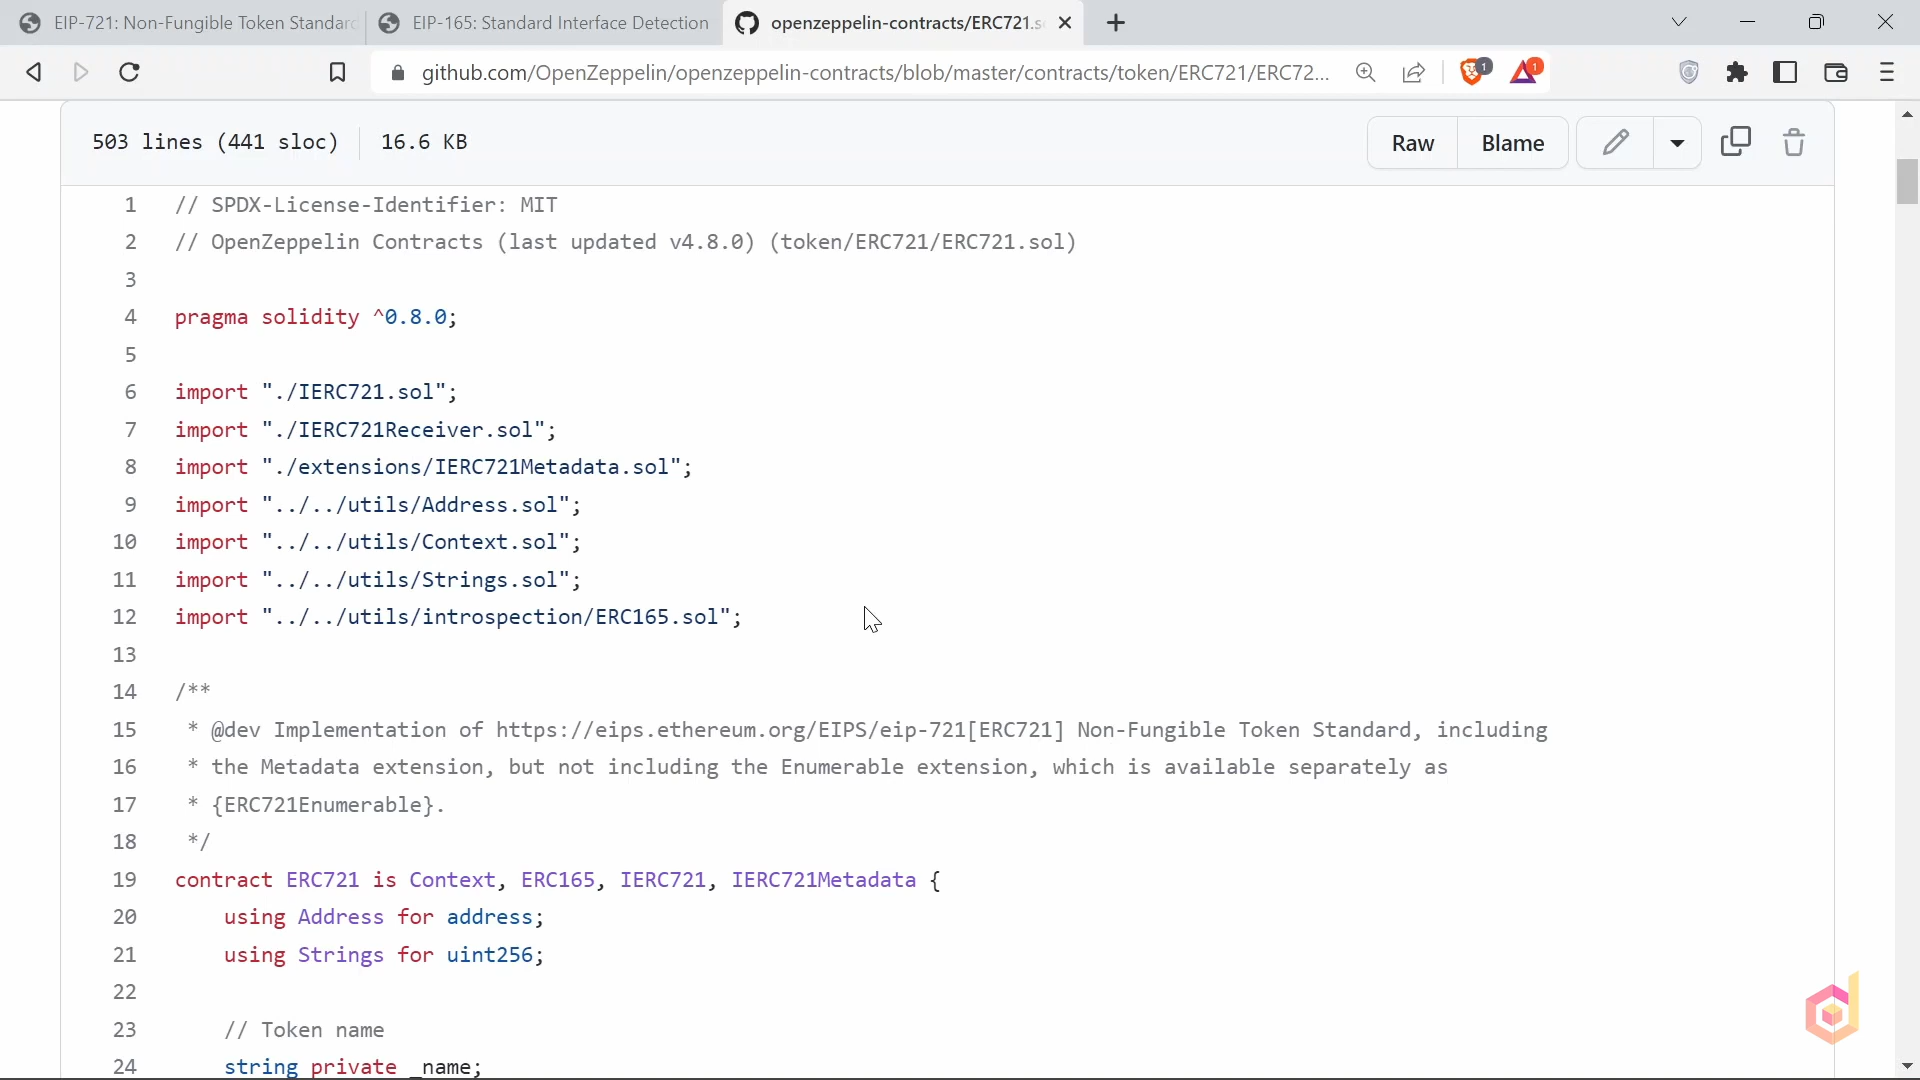 EIP-721: Non-Fungible Token Standard
EIP-165: Standard Interface Detection
openzeppelin-contracts/ERC721.s
github.com/OpenZeppelin/openzeppelin-contracts/blob/master/contracts/token/ERC721/ERC72...
1
1
503 lines (441 sloc)
16.6 KB
Raw
Blame
1 // SPDX-License-Identifier: MIT
2 // OpenZeppelin Contracts (last updated v4.8.0) (token/ERC721/ERC721.sol)
3
4 pragma solidity ^0.8.0;
5
6 import "./IERC721.sol";
7 import "./IERC721Receiver.sol";
8 import "./extensions/IERC721Metadata.sol";
9 import "../../utils/Address.sol";
10 import "../../utils/Context.sol";
11 import "../../utils/Strings.sol";
12 import "../../utils/introspection/ERC165.sol";
13
14 /**
15 * @dev Implementation of https://eips.ethereum.org/EIPS/eip-721[ERC721] Non-Fungible Token Standard, including
16 * the Metadata extension, but not including the Enumerable extension, which is available separately as
17 * {ERC721Enumerable}.
18 */
19 contract ERC721 is Context, ERC165, IERC721, IERC721Metadata {
20 using Address for address;
21 using Strings for uint256;
22
23 // Token name
24 string private _name;